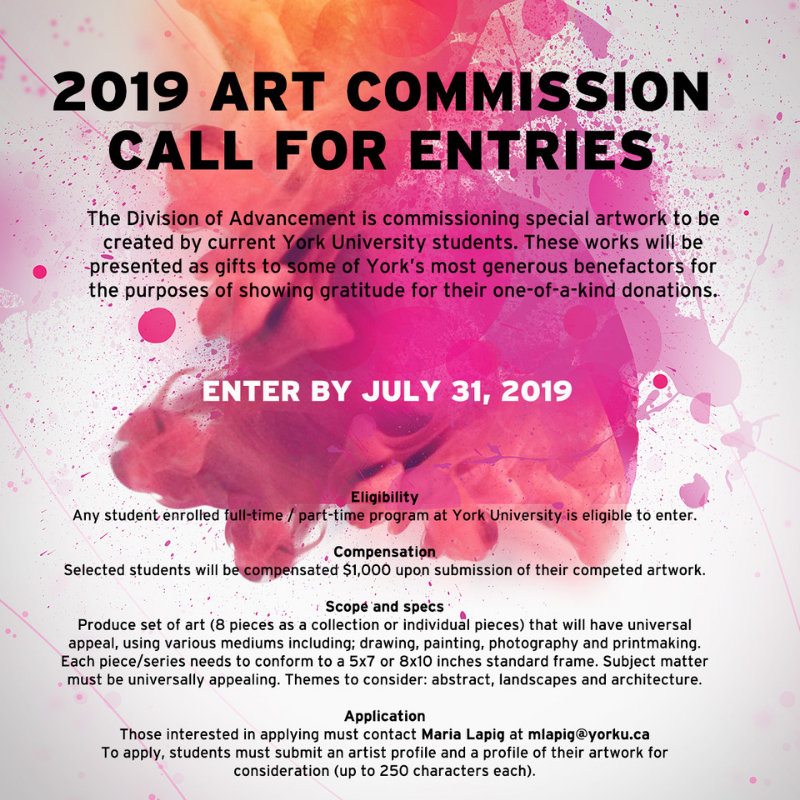 2019 ART COMMISSION
CALL FOR ENTRIES
The Division of Advancement is commissioning special artwork to be
created by current York University students. These works will be
presented as gifts to some of York's most generous benefactors for
the purposes of showing gratitude for their one-of-a-kind donations.
ENTER BY JULY 31, 2019
Eligibility
Any student enrolled full-time / part-time program at York University is eligible to enter.
Compensation
Selected students will be compensated $1,000 upon submission of their competed artwork.
Scope and specs
Produce set of art (8 pieces as a collection or individual pieces) that will have universal
appeal, using various mediums including; drawing, painting, photography and printmaking.
Each piece/series needs to conform to a 5x7 or 8x10 inches standard frame. Subject matter
must be universally appealing. Themes to consider: abstract, landscapes and architecture.
Application
Those interested in applying must contact Maria Lapig at mlapig@yorku.ca
To apply, students must submit an artist profile and a profile of their artwork for
consideration (up to 250 characters each).